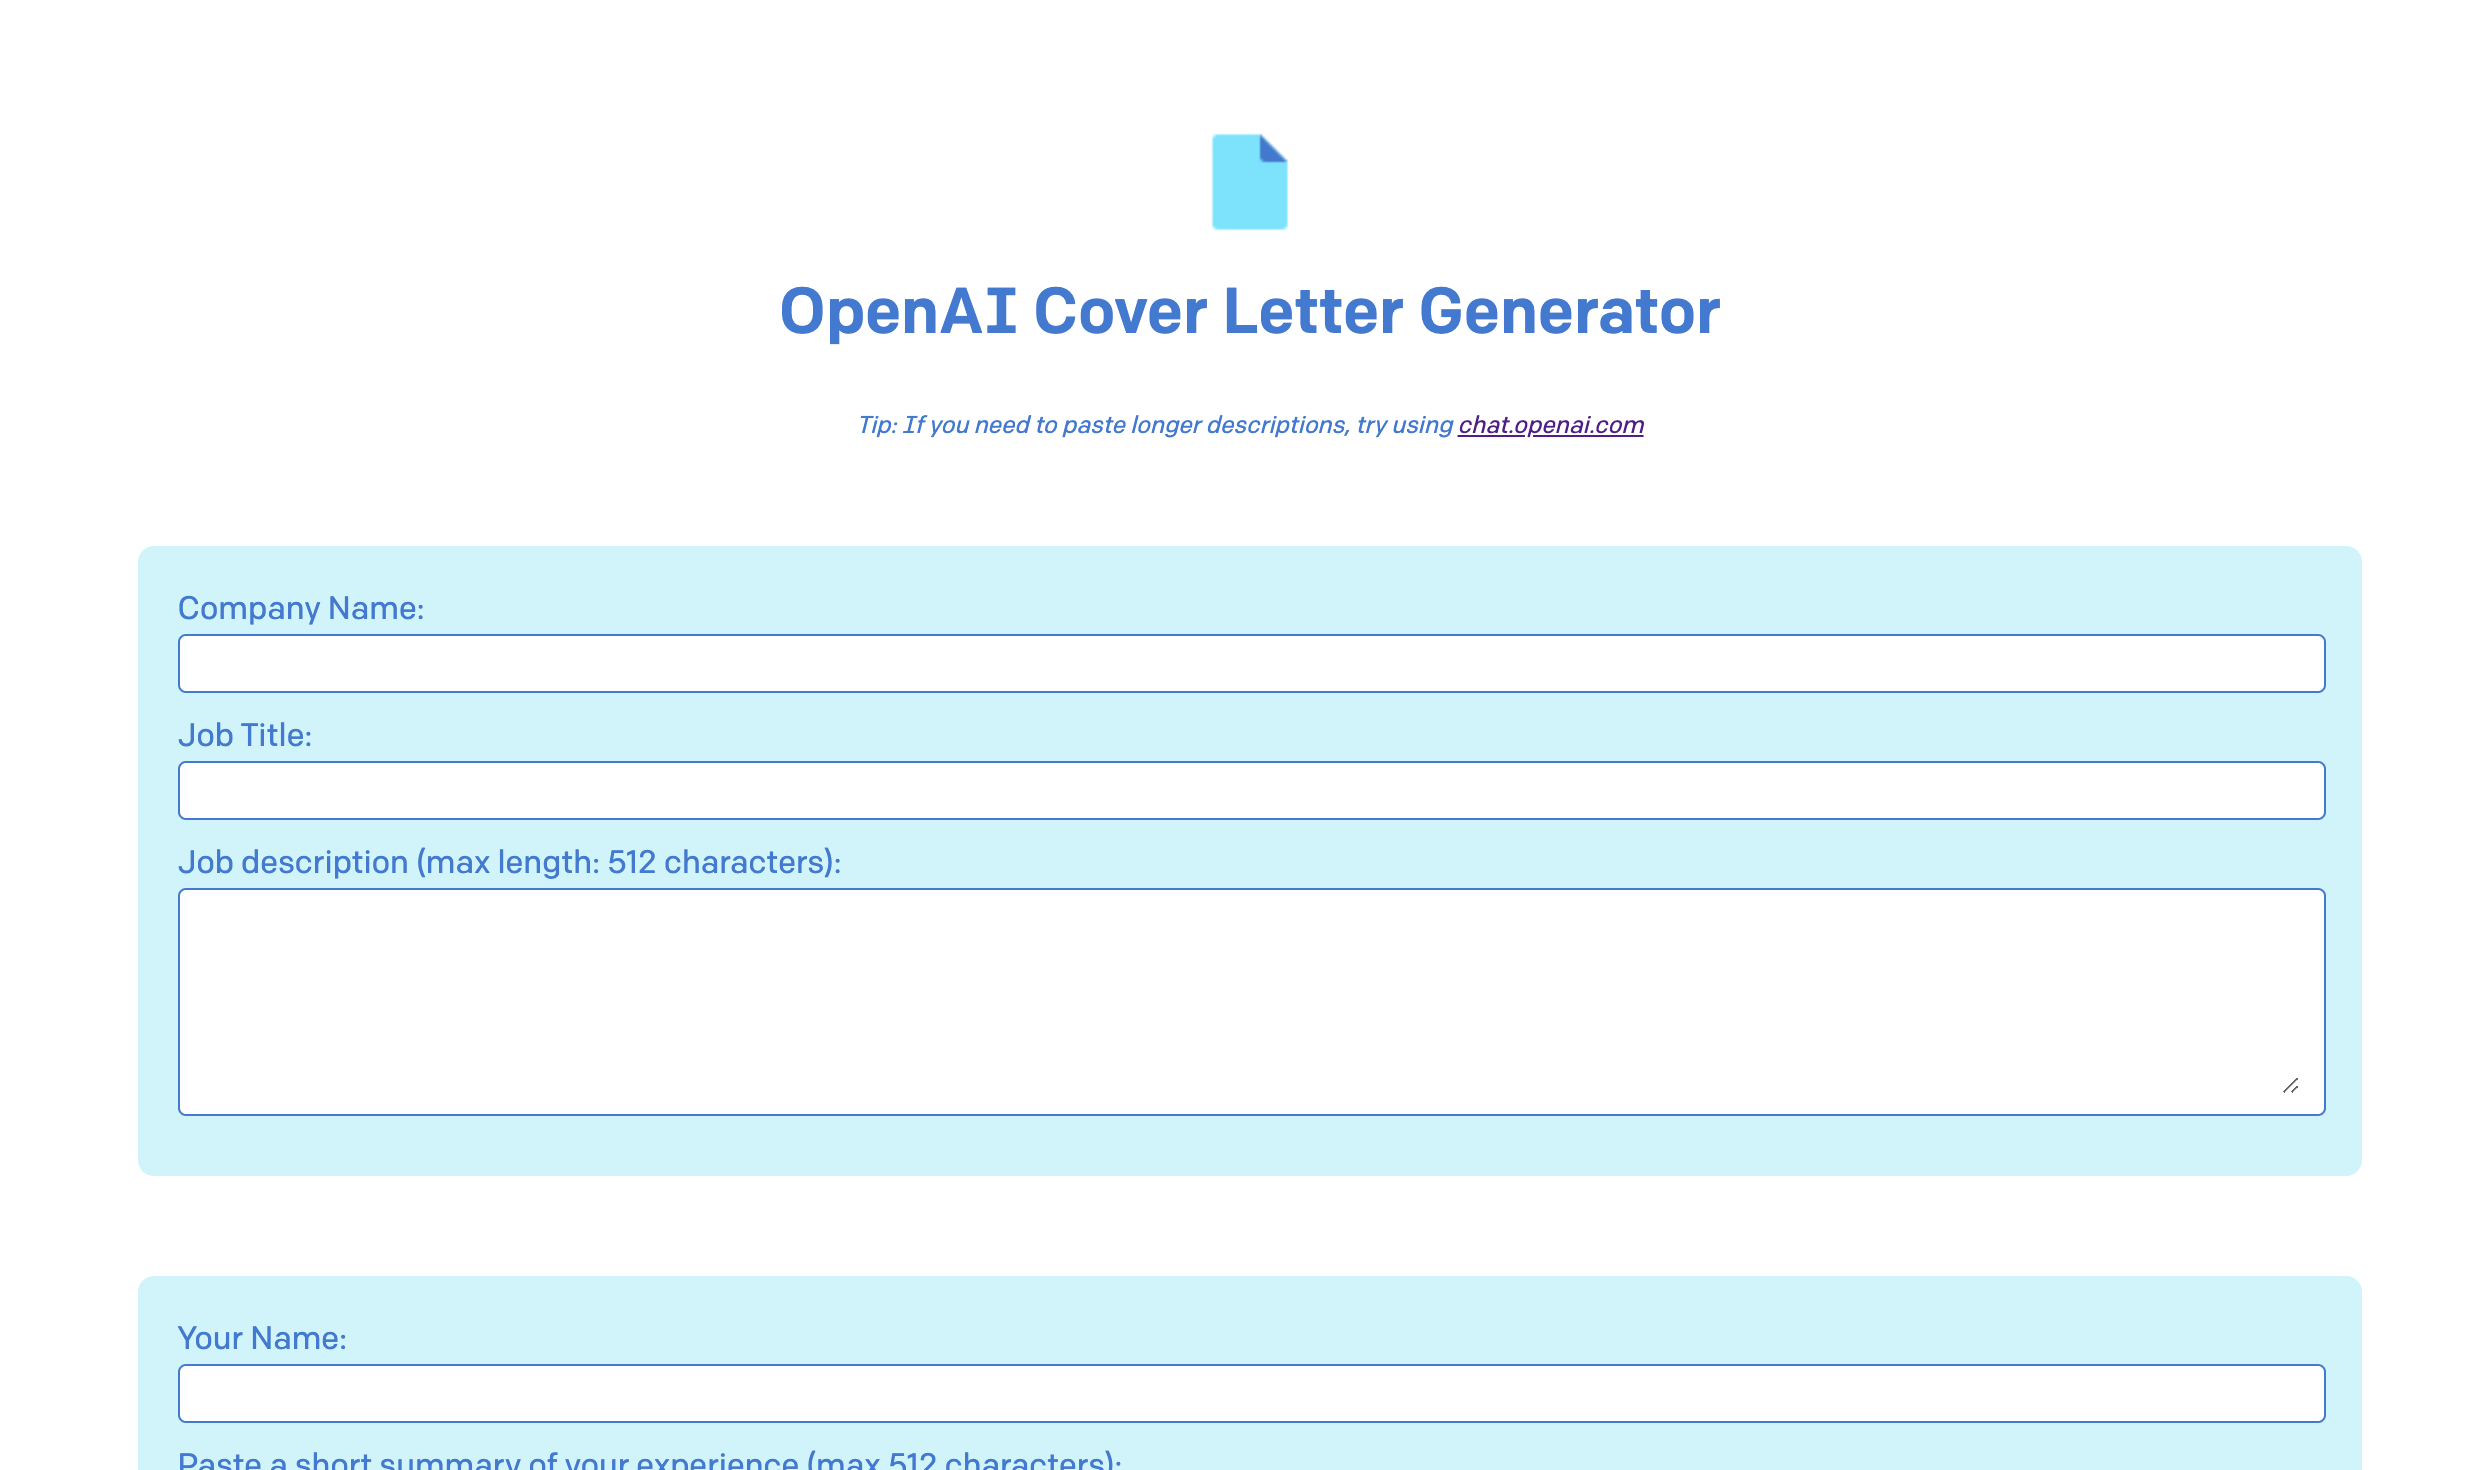 OpenAI Cover Letter Generator
Tip: If you need to paste longer descriptions, try using chat.openai.com
Company Name:
Job Title:
Job description (max length: 512 characters):
Your Name:
Paste a short summary of your experience (max 512 characters):